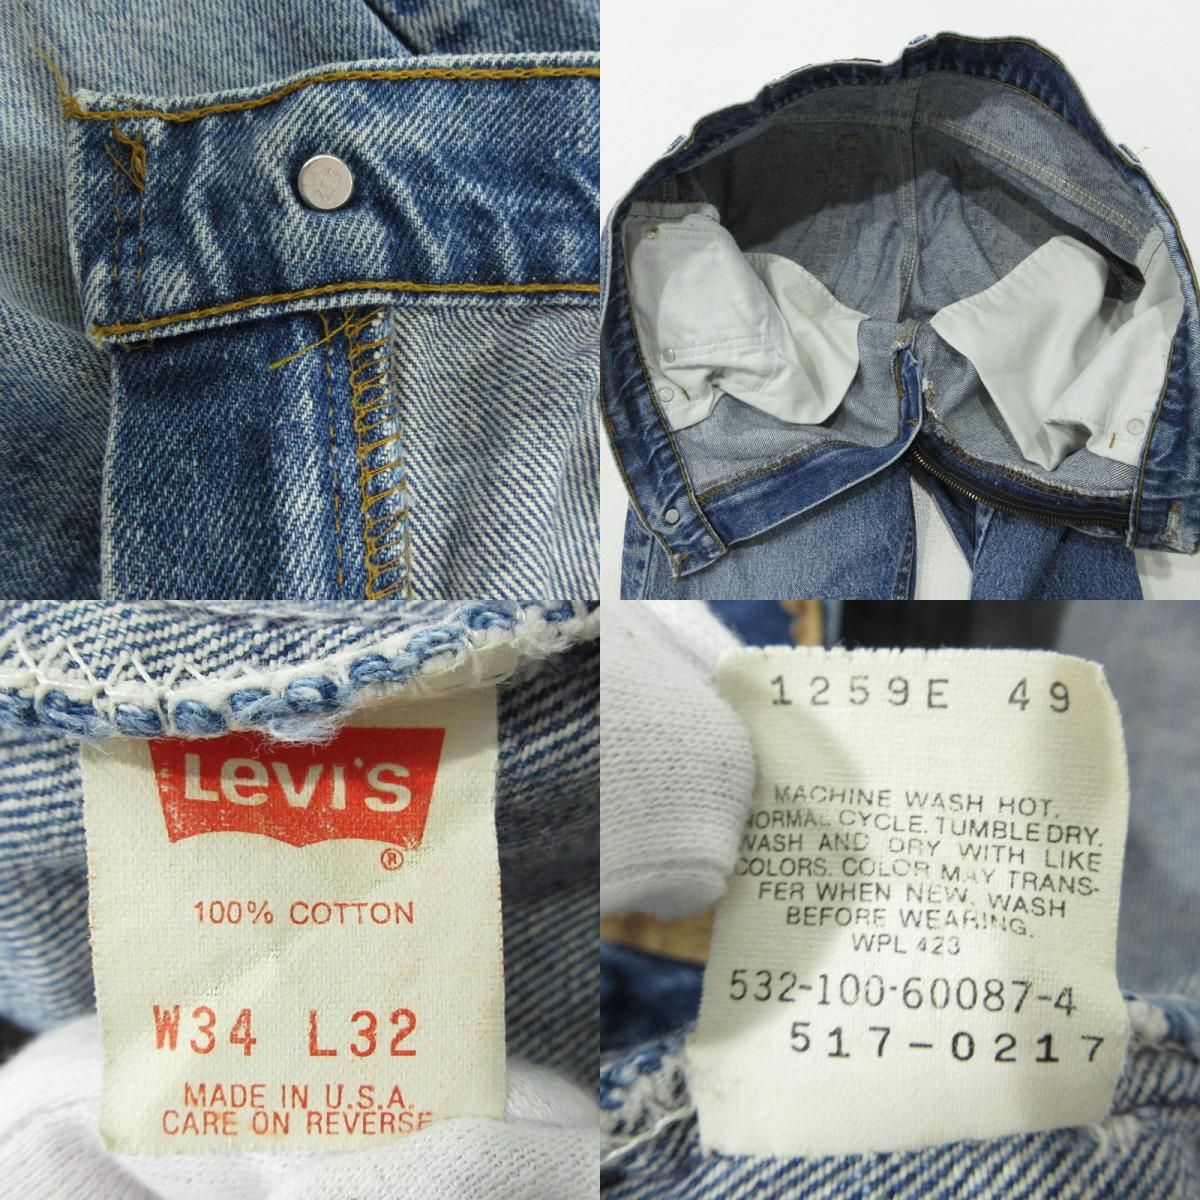 532
LEVI'S
®
100% COTTON
W34 L32
MADE IN U.S.A.
CARE ON REVERSE
1259E 49
MACHINE WASH HOT.
NORMAL CYCLE. TUMBLE DRY.
WASH AND DRY WITH LIKE
COLORS. COLOR MAY TRANS-
FER WHEN NEW. WASH
BEFORE WEARING.
WPL 423
532-100-60087-4
517-0217